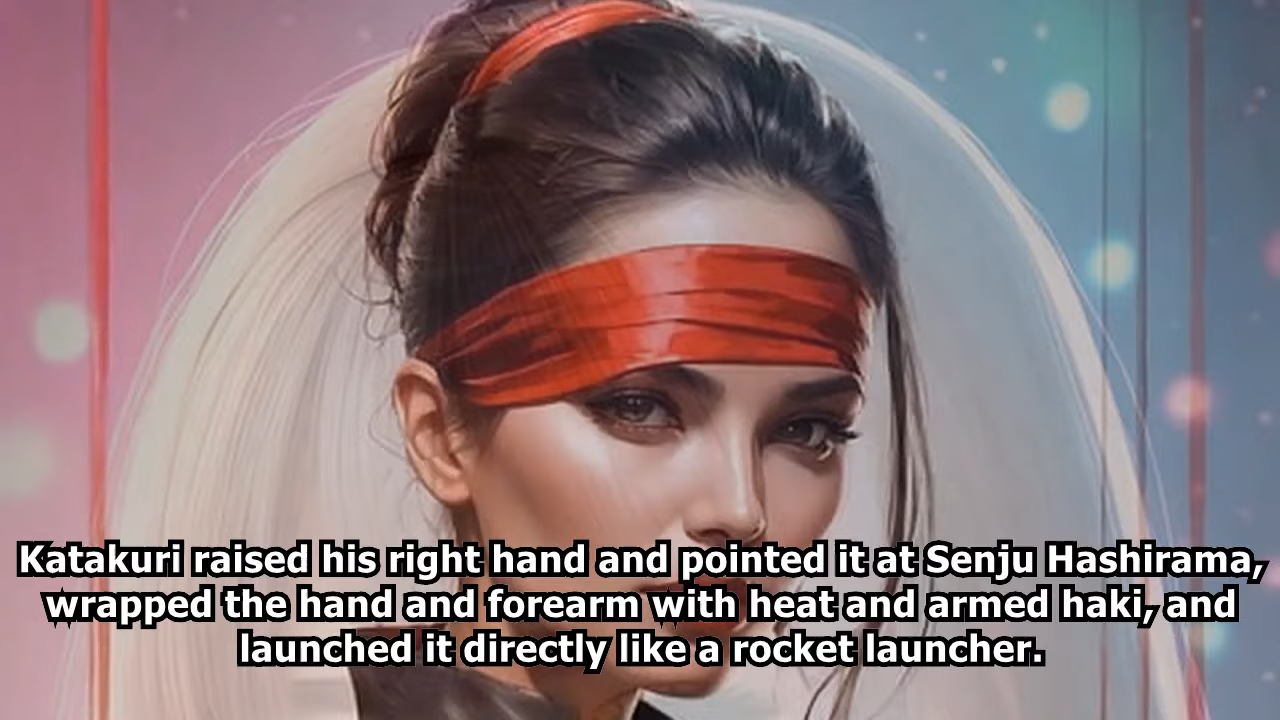 Katakuri raised his right hand and pointed it at Senju Hashirama,
wrapped the hand and forearm with heat and armed haki, and
launched it directly like a rocket launcher.